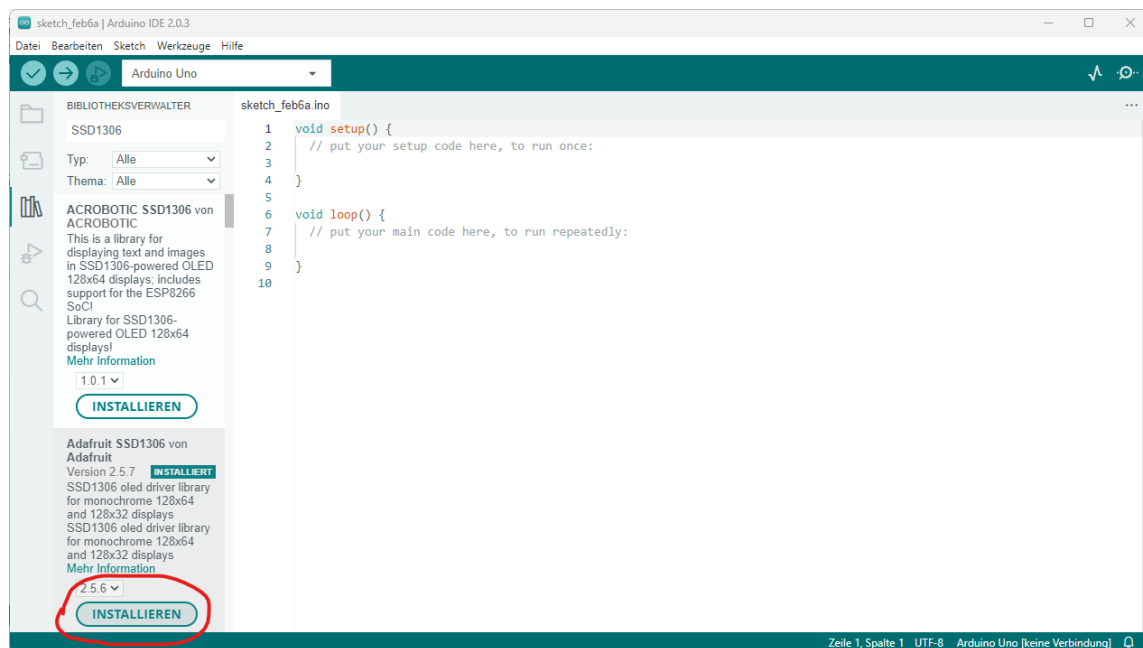 sketch_feb6a | Arduino IDE 2.0.3
Datei Bearbeiten Sketch Werkzeuge Hilfe
Arduino Uno
BIBLIOTHEKSVERWALTER
SSD1306
Typ: Alle
Thema: Alle
ACROBOTIC SSD1306 von
ACROBOTIC
This is a library for
displaying text and images
in SSD1306-powered OLED
128x64 displays; includes
support for the ESP8266
SoC!
Library for SSD1306-
powered OLED 128x64
displays!
Mehr Information
1.0.1
INSTALLIEREN
Adafruit SSD1306 von
Adafruit
Version 2.5.7 INSTALLIERT
SSD1306 oled driver library
for monochrome 128x64
and 128x32 displays
SSD1306 oled driver library
for monochrome 128x64
and 128x32 displays
Mehr Information
2.5.6
INSTALLIEREN
sketch_feb6a.ino
1 void setup() {
2 // put your setup code here, to run once:
3
4 }
5
6 void loop() {
7 // put your main code here, to run repeatedly:
8
9 }
10
Zeile 1, Spalte 1 UTF-8 Arduino Uno [keine Verbindung]